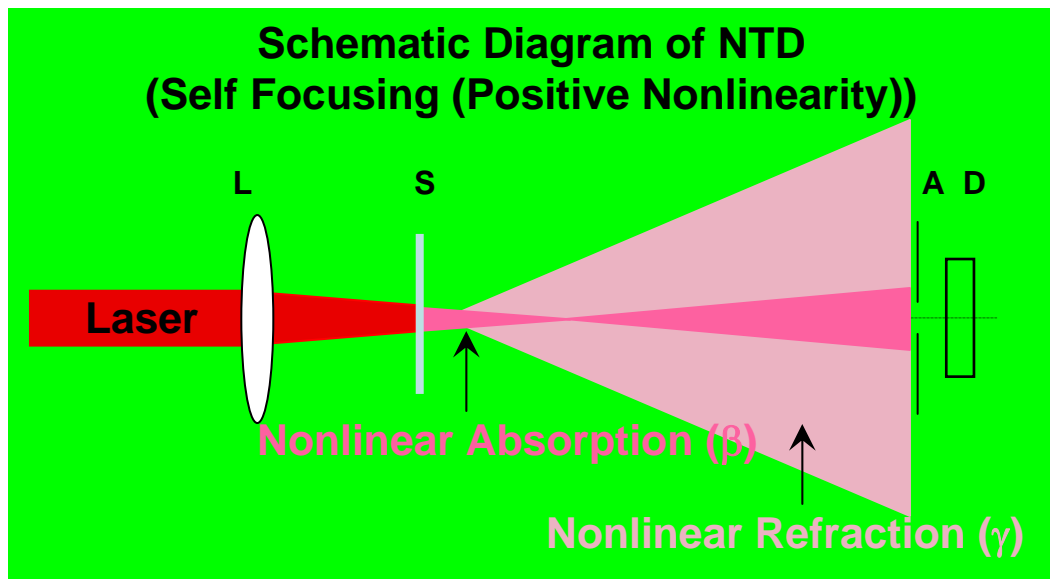 Schematic Diagram of NTD
(Self Focusing (Positive Nonlinearity))
L S A D
Laser
Nonlinear Absorption (β)
Nonlinear Refraction (γ)